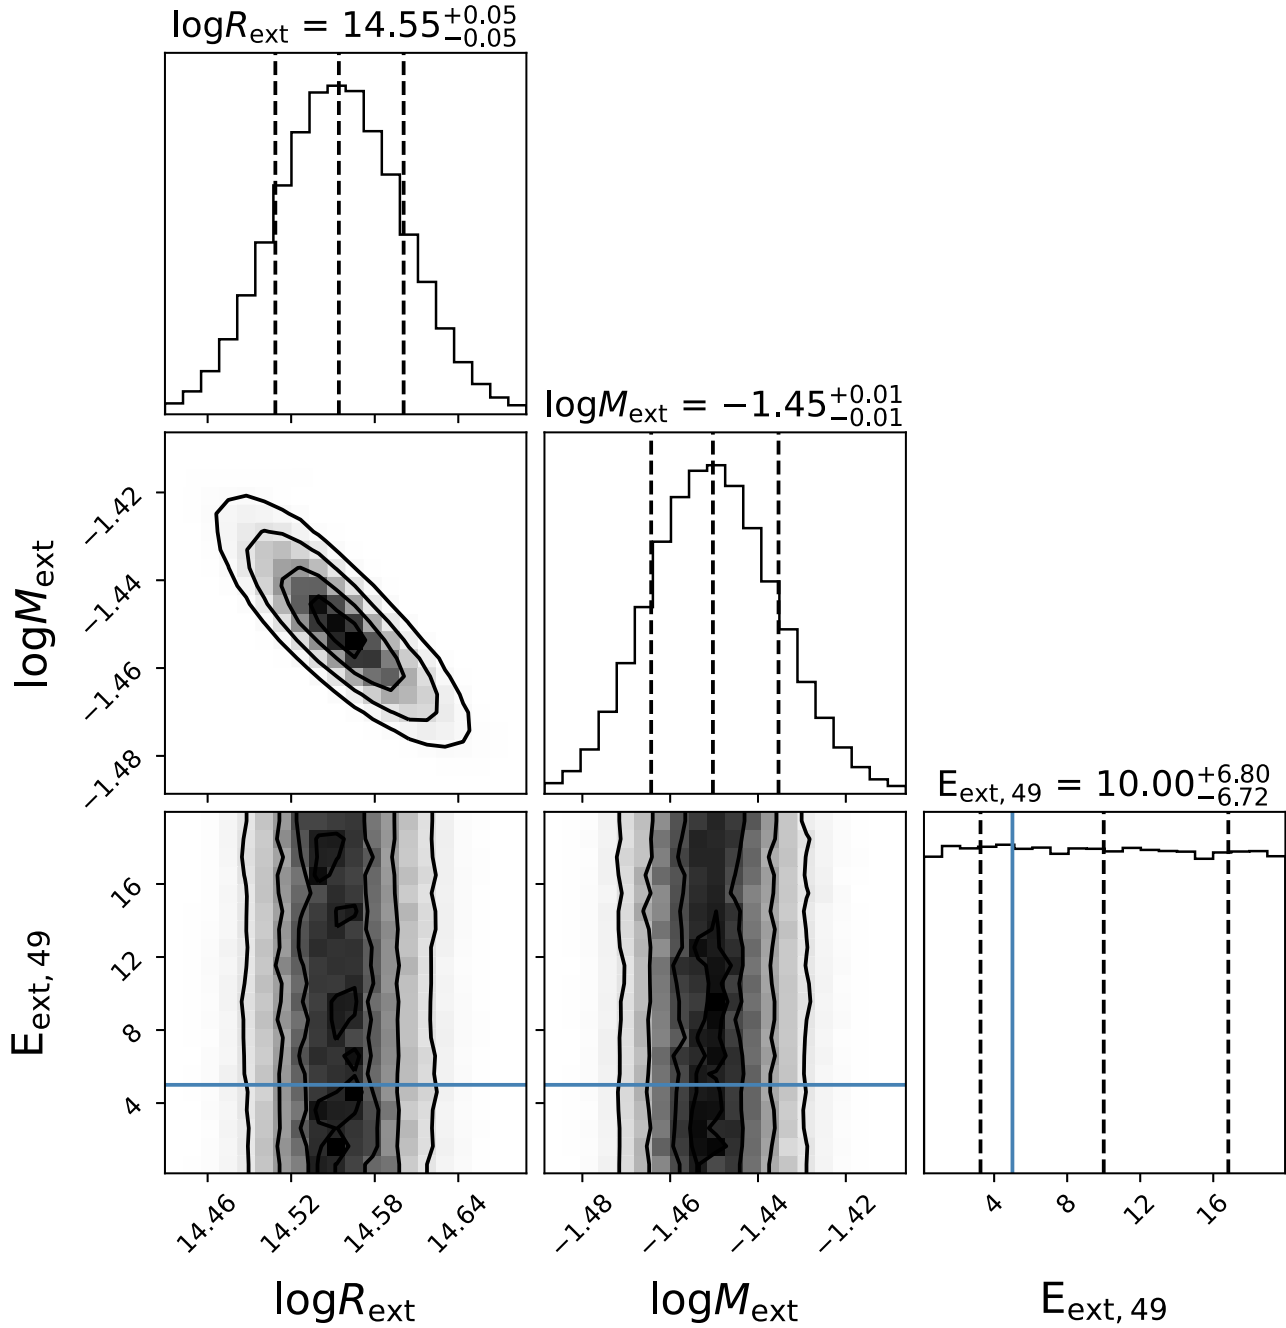 logR_ext = 14.55^{+0.05}_{-0.05}
logM_ext = −1.45^{+0.01}_{-0.01}
logM_ext
−1.42
−1.44
−1.46
−1.48
E_ext, 49 = 10.00^{+6.80}_{-6.72}
E_ext, 49
16
12
8
4
14.46 14.52 14.58 14.64
−1.48 −1.46 −1.44 −1.42
4 8 12 16
logR_ext
logM_ext
E_ext, 49